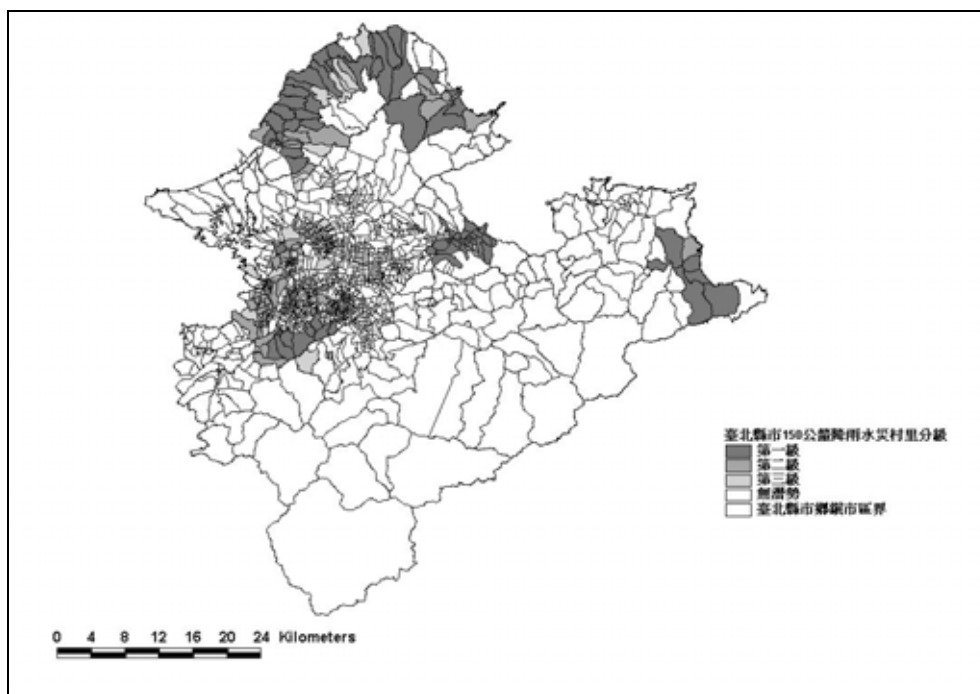 臺北縣市150公釐降雨水災村里分級
第一級
第二級
第三級
無潛勢
臺北縣市鄉鎮市區界
0 4 8 12 16 20 24 Kilometers